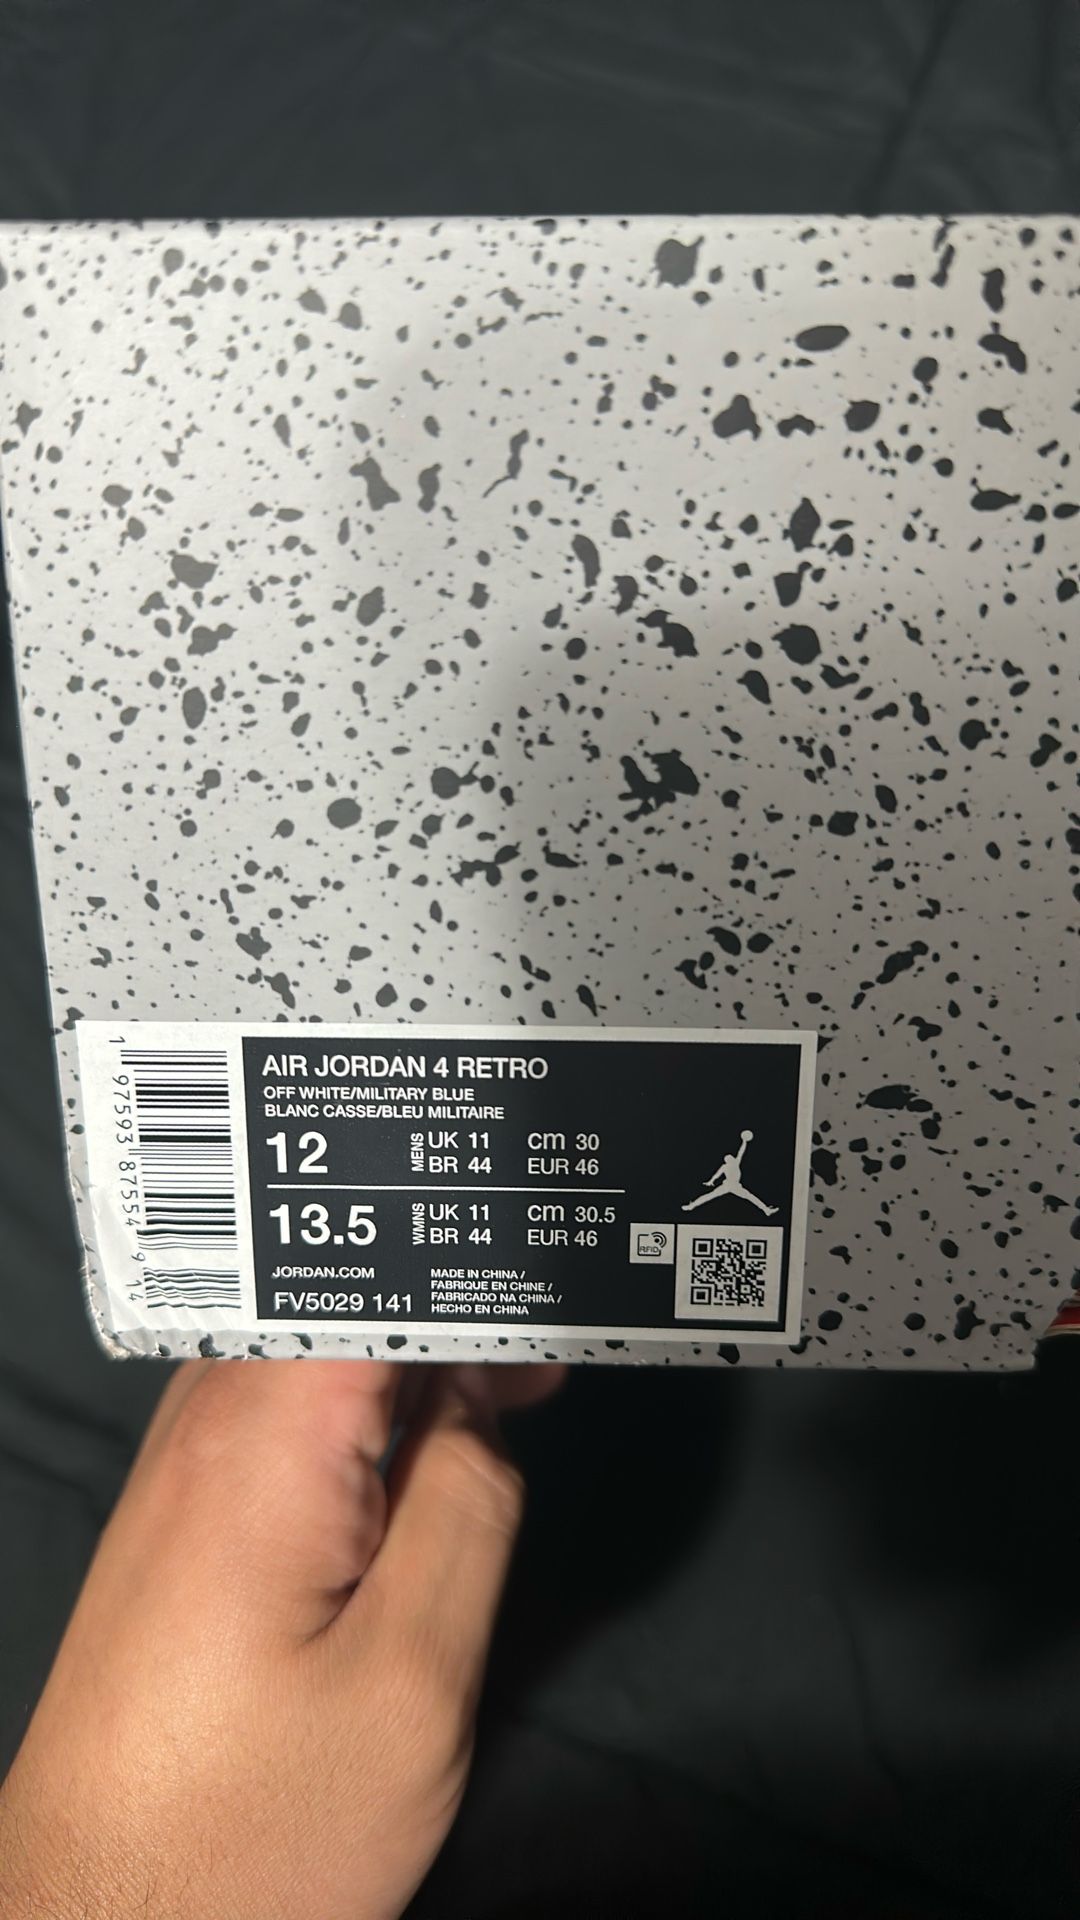 AIR JORDAN 4 RETRO
OFF WHITE/MILITARY BLUE
BLANC CASSE/BLEU MILITAIRE
12 MENS UK 11 cm 30
BR 44 EUR 46
13.5 WMNS UK 11 cm 30.5
BR 44 EUR 46
RFID
JORDAN.COM
FV5029 141
MADE IN CHINA /
FABRIQUE EN CHINE /
FABRICADO NA CHINA /
HECHO EN CHINA
1 97593 87554 9 14